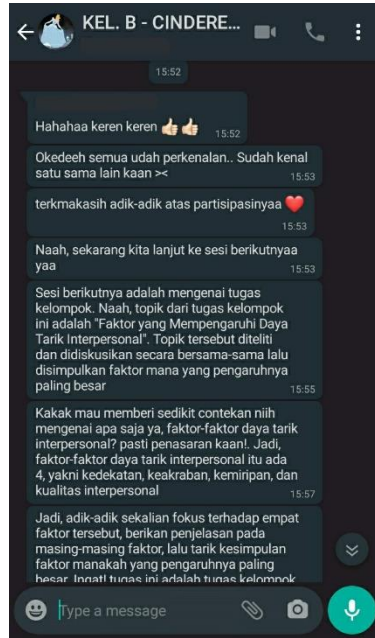 KEL. B - CINDERE...
15:52
Hahahaa keren keren 👍🏻👍🏻 15:52
Okedeeh semua udah perkenalan.. Sudah kenal
satu sama lain kaan >< 15:53
terkmakasih adik-adik atas partisipasinyaa ❤️
15:53
Naah, sekarang kita lanjut ke sesi berikutnyaa
yaa 15:53
Sesi berikutnya adalah mengenai tugas
kelompok. Naah, topik dari tugas kelompok
ini adalah "Faktor yang Mempengaruhi Daya
Tarik Interpersonal". Topik tersebut diteliti
dan didiskusikan secara bersama-sama lalu
disimpulkan faktor mana yang pengaruhnya
paling besar 15:55
Kakak mau memberi sedikit contekan niih
mengenai apa saja ya, faktor-faktor daya tarik
interpersonal? pasti penasaran kaan!. Jadi,
faktor-faktor daya tarik interpersonal itu ada
4, yakni kedekatan, keakraban, kemiripan, dan
kualitas interpersonal 15:57
Jadi, adik-adik sekalian fokus terhadap empat
faktor tersebut, berikan penjelasan pada
masing-masing faktor, lalu tarik kesimpulan
faktor manakah yang pengaruhnya paling
besar. Ingat! tugas ini adalah tugas kelompok
Type a message